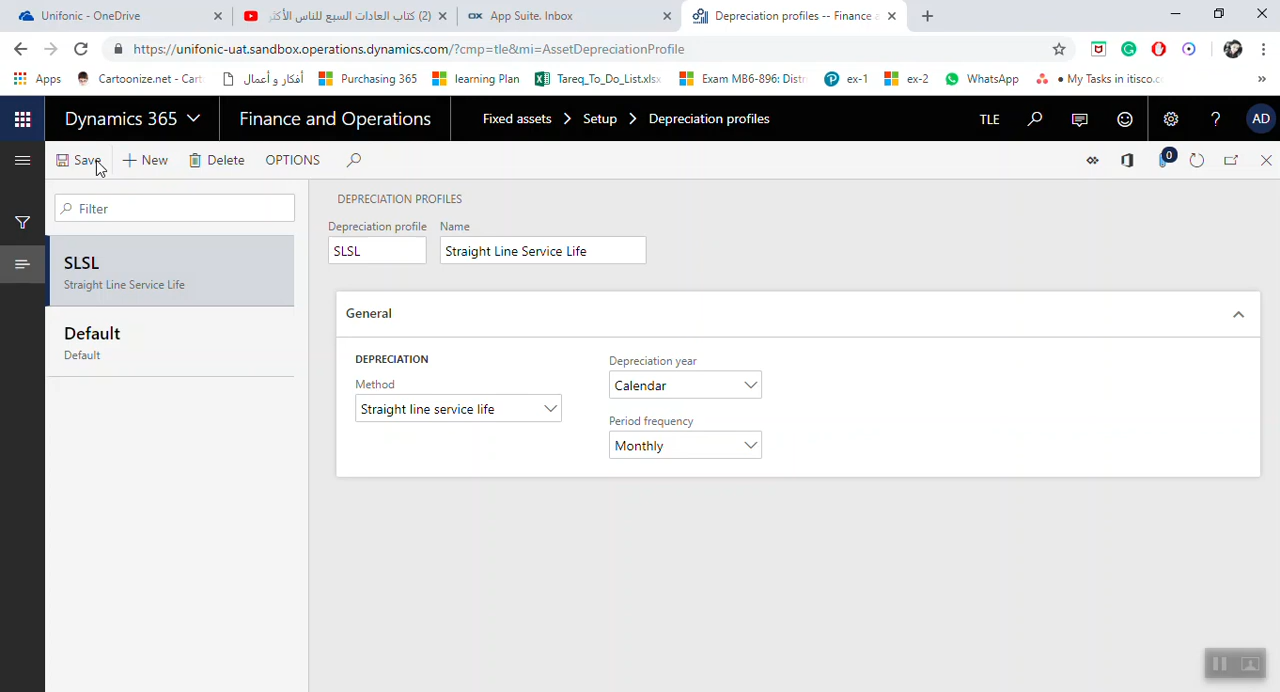 Unifonic - OneDrive
(2) كتاب العادات السبع للناس الأكثر
App Suite. Inbox
Depreciation profiles -- Finance a
https://unifonic-uat.sandbox.operations.dynamics.com/?cmp=tle&mi=AssetDepreciationProfile
Apps
Cartoonize.net - Cart
أفكار و أعمال
Purchasing 365
learning Plan
Tareq_To_Do_List.xlsx
Exam MB6-896: Distr
ex-1
ex-2
WhatsApp
● My Tasks in itisco.c
»
Dynamics 365
Finance and Operations
Fixed assets > Setup > Depreciation profiles
TLE
?
AD
Save
New
Delete
OPTIONS
0
Filter
SLSL
Straight Line Service Life
Default
Default
DEPRECIATION PROFILES
Depreciation profile
Name
SLSL
Straight Line Service Life
General
DEPRECIATION
Method
Straight line service life
Depreciation year
Calendar
Period frequency
Monthly